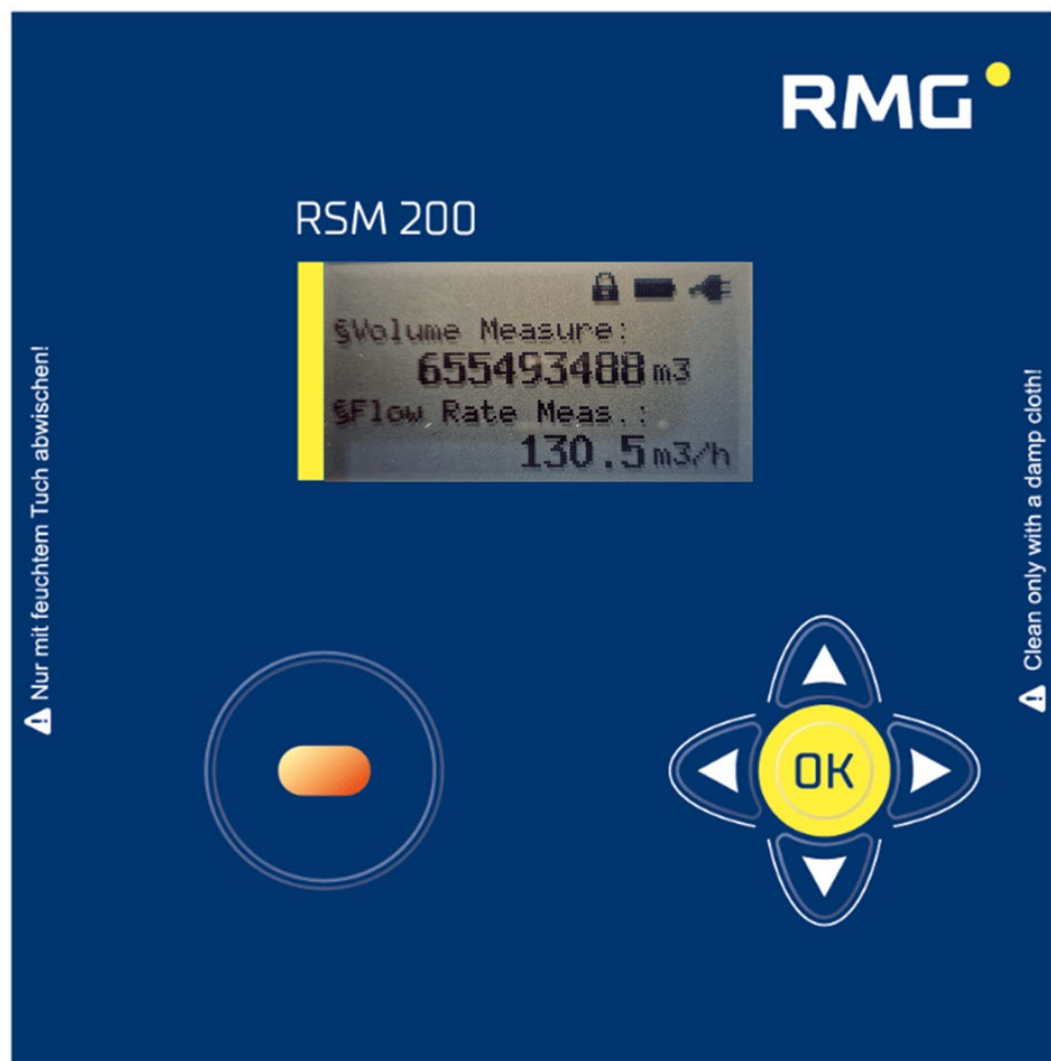 RMG
RSM 200
§Volume Measure:
655493488 m3
§Flow Rate Meas.:
130.5 m3/h
Nur mit feuchtem Tuch abwischen!
Clean only with a damp cloth!
OK